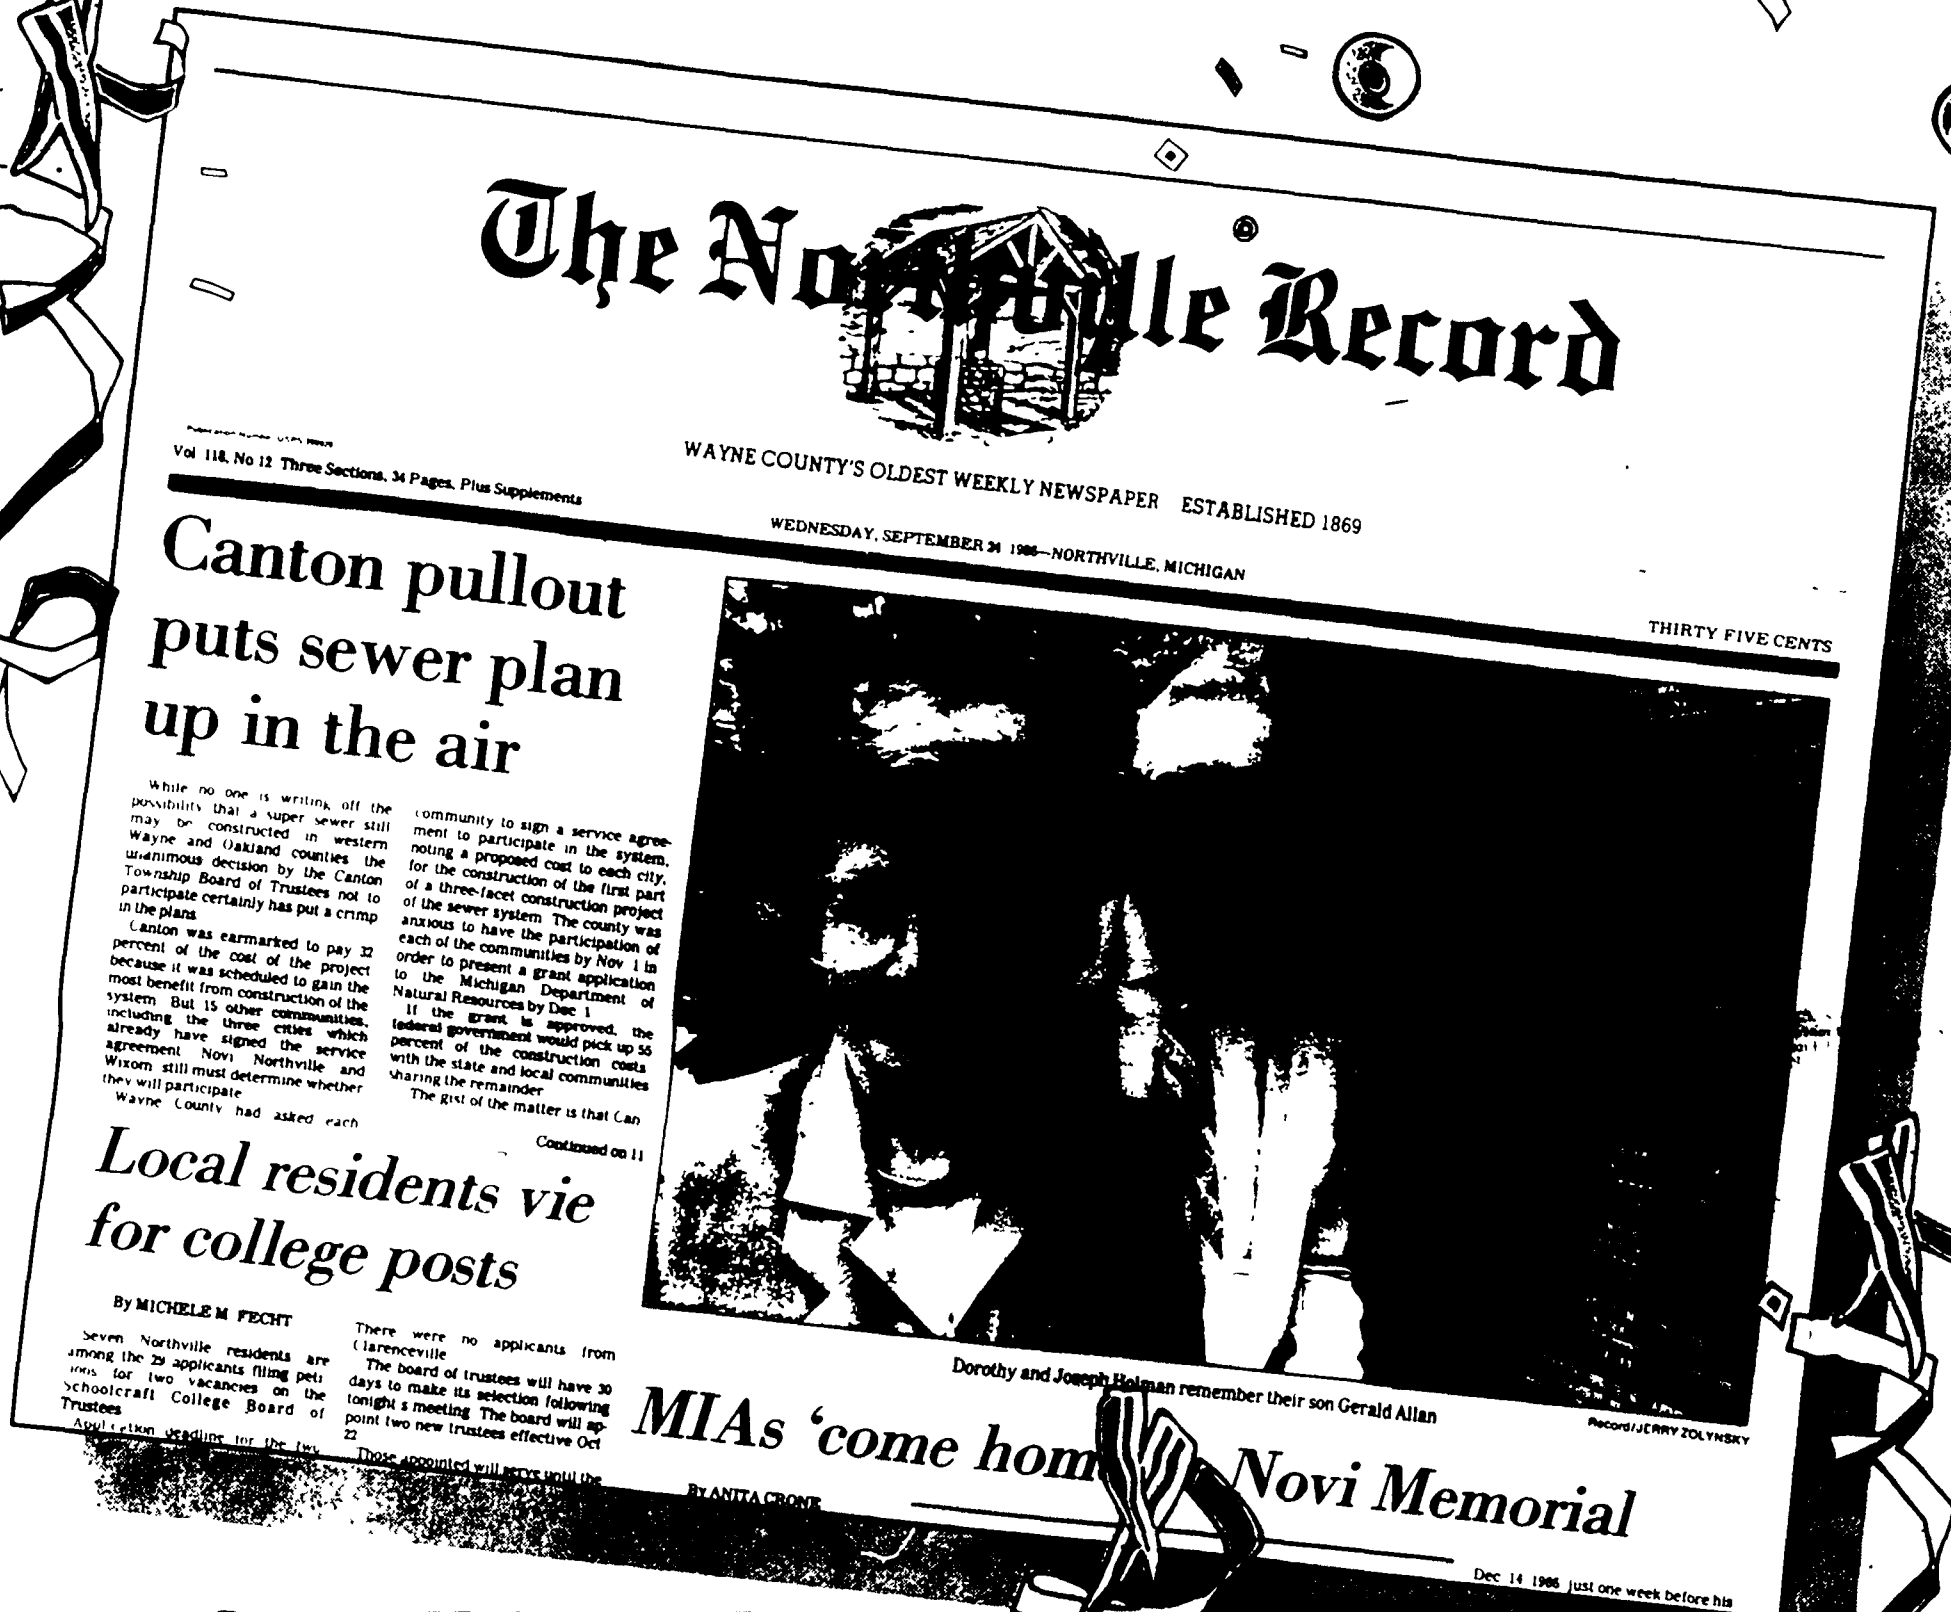 The Northville Record
Vol 118, No 12 Three Sections, 34 Pages, Plus Supplements
WAYNE COUNTY'S OLDEST WEEKLY NEWSPAPER ESTABLISHED 1869
WEDNESDAY, SEPTEMBER 24 1986—NORTHVILLE, MICHIGAN
THIRTY FIVE CENTS
Canton pullout
puts sewer plan
up in the air
While no one is writing off the
possibility that a super sewer still
may be constructed in western
Wayne and Oakland counties the
unanimous decision by the Canton
Township Board of Trustees not to
participate certainly has put a crimp
in the plans
Canton was earmarked to pay 32
percent of the cost of the project
because it was scheduled to gain the
most benefit from construction of the
system But 15 other communities,
including the three cities which
already have signed the service
agreement Novi Northville and
Wixom still must determine whether
they will participate
Wayne County had asked each
community to sign a service agree-
ment to participate in the system,
noting a proposed cost to each city,
for the construction of the first part
of a three-facet construction project
of the sewer system The county was
anxious to have the participation of
each of the communities by Nov 1 in
order to present a grant application
to the Michigan Department of
Natural Resources by Dec 1
If the grant is approved, the
federal government would pick up 55
percent of the construction costs
with the state and local communities
sharing the remainder
The gist of the matter is that Can
Continued on 11
Local residents vie
for college posts
By MICHELE M FECHT
Seven Northville residents are
among the 29 applicants filing peti
ions for two vacancies on the
Schoolcraft College Board of
Trustees
deadline for the two
There were no applicants from
Clarenceville
The board of trustees will have 30
days to make its selection following
tonight s meeting The board will ap-
point two new trustees effective Oct
22
Those appointed will serve until the
Dorothy and Joseph Holman remember their son Gerald Allan
Record/JERRY ZOLYNSKY
MIAs ‘come hom Novi Memorial
By ANITA CRONE
Dec 14 1966 just one week before his